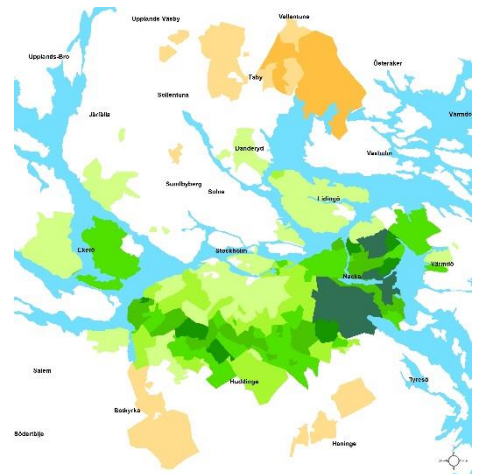 Vallentuna
Upplands Väsby
Upplands-Bro
Österåker
Täby
Sollentuna
Järfälla
Värmdö
Danderyd
Vaxholm
Sundbyberg
Solna
Lidingö
Ekerö
Stockholm
Värmdö
Nacka
Salem
Huddinge
Tyresö
Botkyrka
Södertälje
Haninge